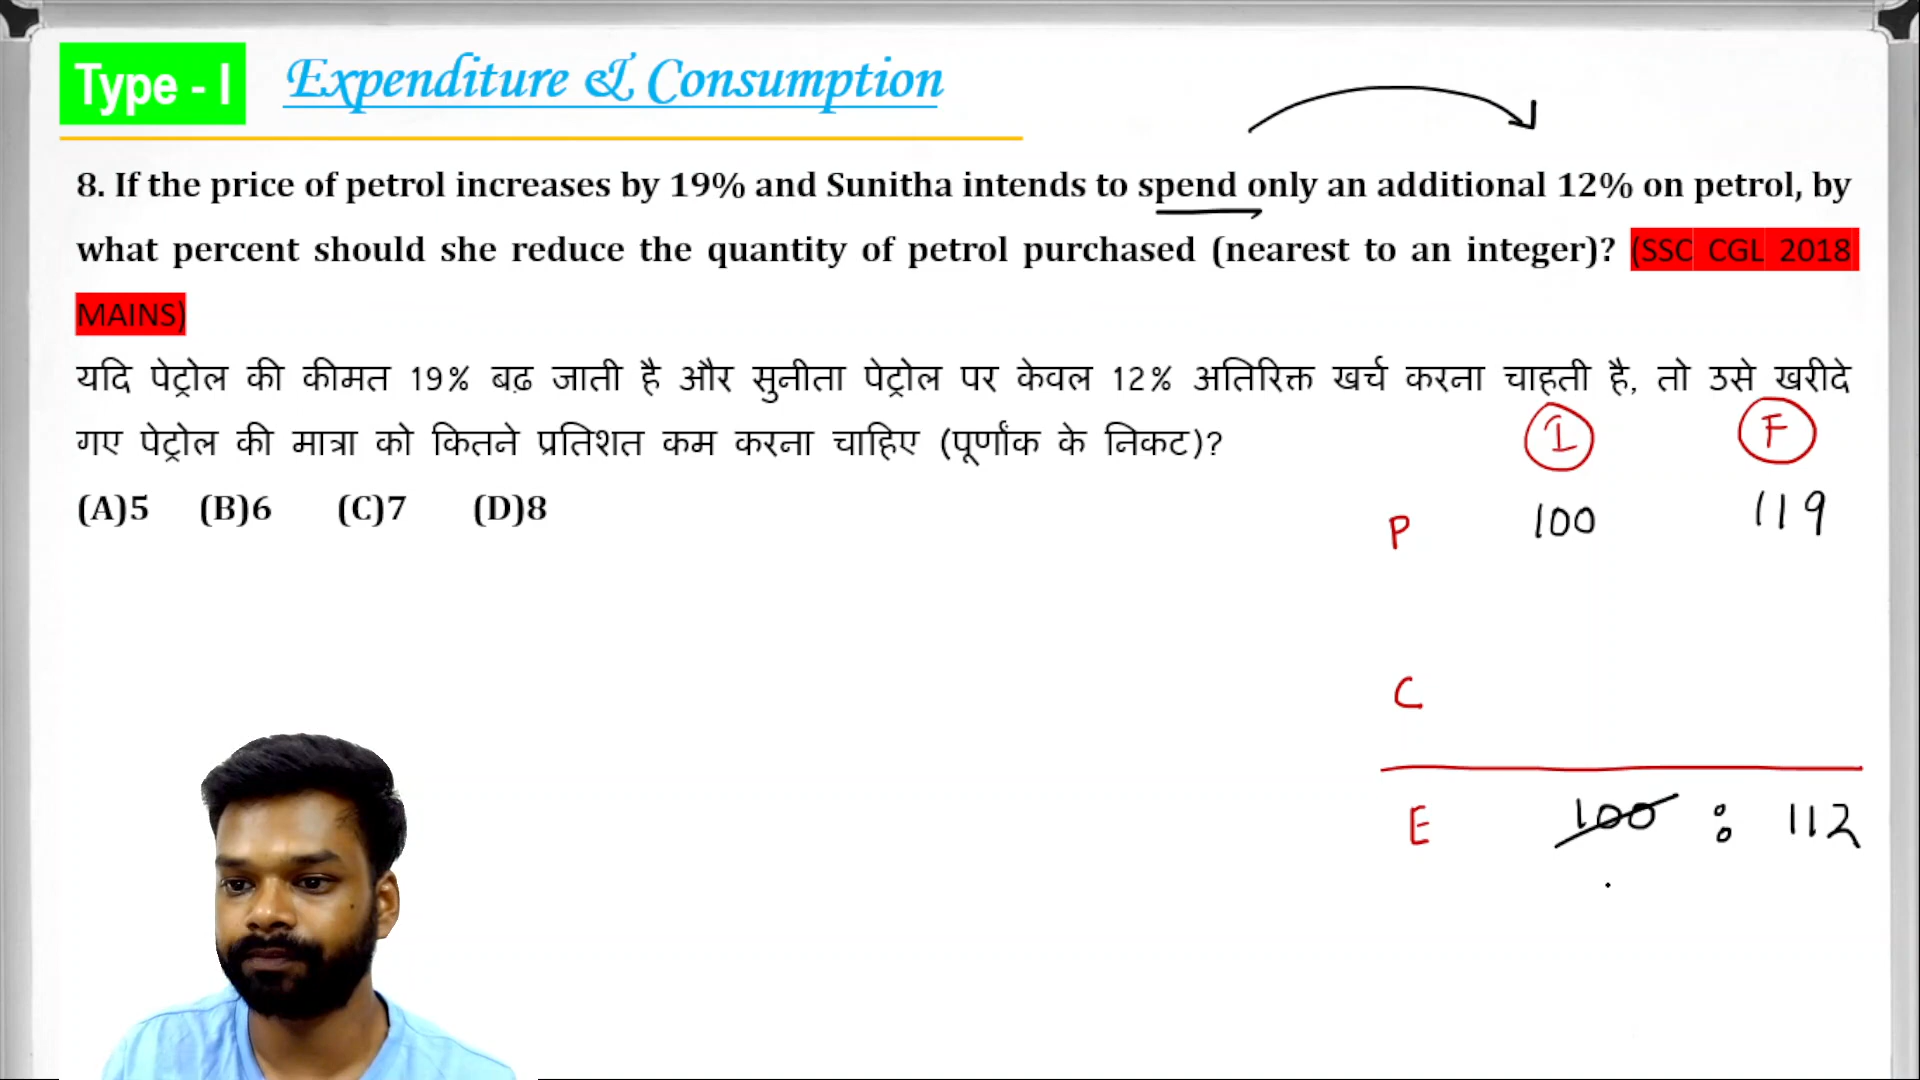 Type - I Expenditure & Consumption
8. If the price of petrol increases by 19% and Sunitha intends to spend only an additional 12% on petrol, by
what percent should she reduce the quantity of petrol purchased (nearest to an integer)? (SSC CGL 2018
MAINS)
यदि पेट्रोल की कीमत 19% बढ़ जाती है और सुनीता पेट्रोल पर केवल 12% अतिरिक्त खर्च करना चाहती है, तो उसे खरीदे
गए पेट्रोल की मात्रा को कितने प्रतिशत कम करना चाहिए (पूर्णांक के निकट)?
I F
(A)5 (B)6 (C)7 (D)8
P 100 119
C
E 100 : 112